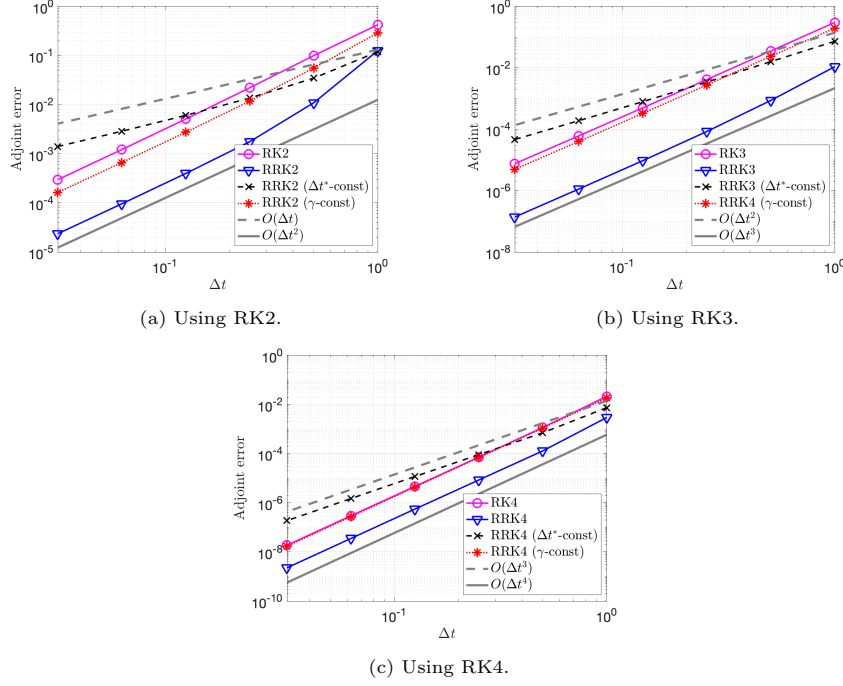 10^0
10^-1
10^-2
10^-3
10^-4
10^-5
Adjoint error
RK2
RRK2
RRK2 (Δt*-const)
RRK2 (γ-const)
O(Δt)
O(Δt^2)
10^-1
10^0
Δt
(a) Using RK2.
10^0
10^-2
10^-4
10^-6
10^-8
Adjoint error
RK3
RRK3
RRK3 (Δt*-const)
RRK4 (γ-const)
O(Δt^2)
O(Δt^3)
10^-1
10^0
Δt
(b) Using RK3.
10^0
10^-2
10^-4
10^-6
10^-8
10^-10
Adjoint error
RK4
RRK4
RRK4 (Δt*-const)
RRK4 (γ-const)
O(Δt^3)
O(Δt^4)
10^-1
10^0
Δt
(c) Using RK4.